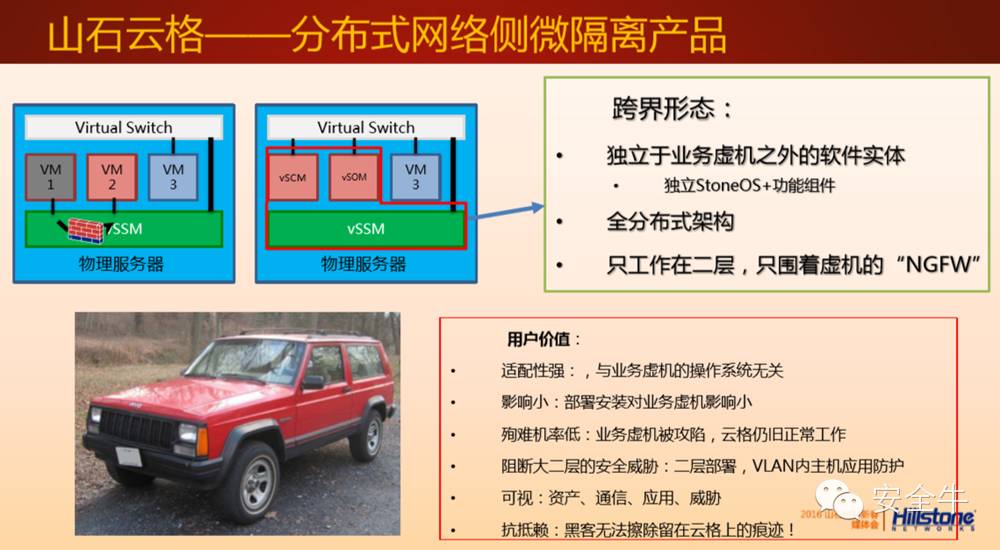 山石云格——分布式网络侧微隔离产品
Virtual Switch
VM
1
VM
2
VM
3
vSSM
物理服务器
Virtual Switch
vSCM
vSOM
VM
3
vSSM
物理服务器
跨界形态：
• 独立于业务虚机之外的软件实体
• 独立StoneOS+功能组件
• 全分布式架构
• 只工作在二层，只围着虚机的“NGFW”
用户价值：
• 适配性强：，与业务虚机的操作系统无关
• 影响小：部署安装对业务虚机影响小
• 殉难机率低：业务虚机被攻陷，云格仍旧正常工作
• 阻断大二层的安全威胁：二层部署，VLAN内主机应用防护
• 可视：资产、通信、应用、威胁
• 抗抵赖：黑客无法擦除留在云格上的痕迹！
安全牛
2016 山石
媒体会
Hillstone
NETWORKS